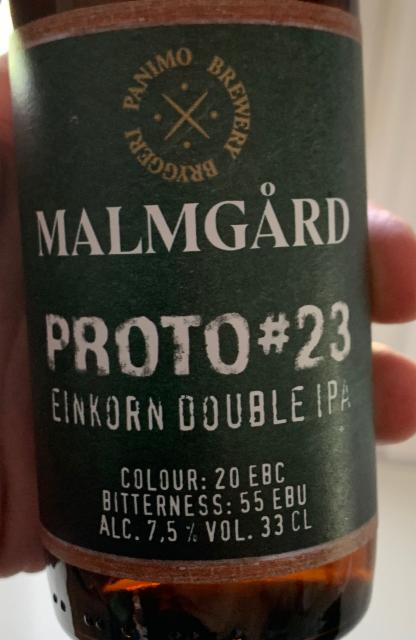 PANIMO BREWERY BRYGGERI
MALMGÅRD
PROTO#23
EINKORN DOUBLE IPA
COLOUR: 20 EBC
BITTERNESS: 55 EBU
ALC. 7,5 % VOL. 33 CL